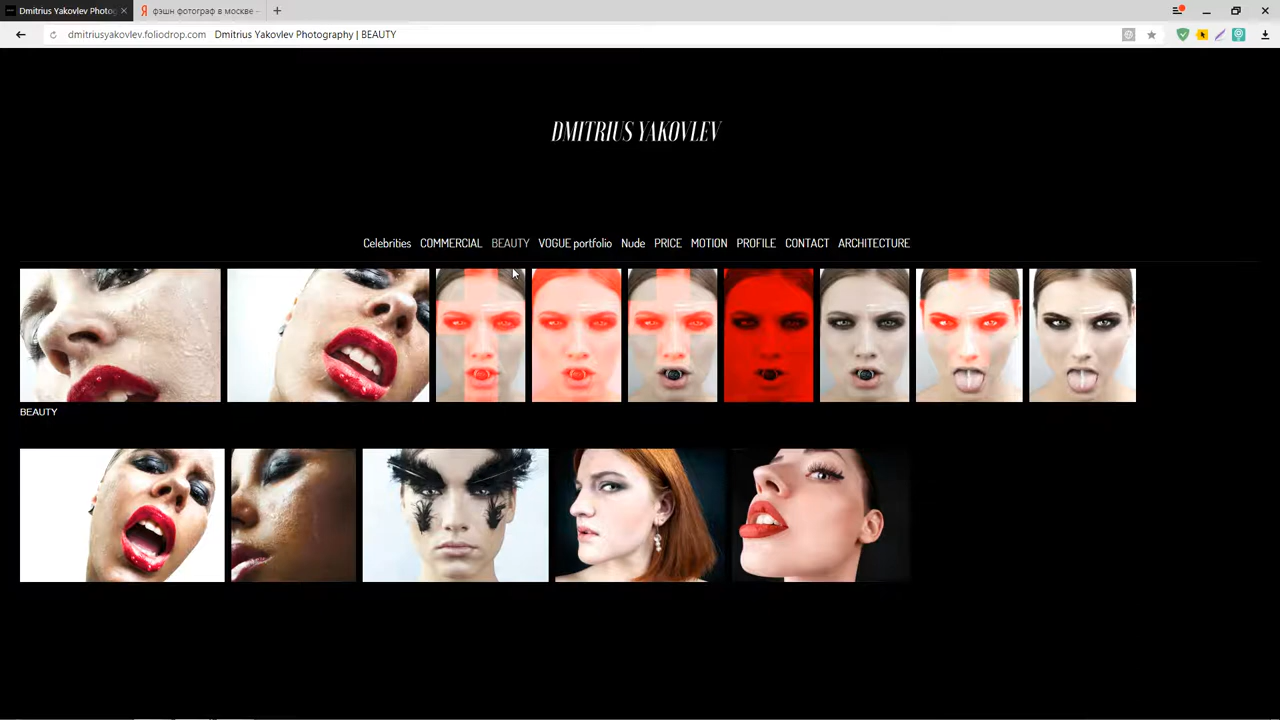 Dmitrius Yakovlev Photog
фэшн фотограф в москве -
dmitriusyakovlev.foliodrop.com Dmitrius Yakovlev Photography | BEAUTY
DMITRIUS YAKOVLEV
Celebrities COMMERCIAL BEAUTY VOGUE portfolio Nude PRICE MOTION PROFILE CONTACT ARCHITECTURE
BEAUTY